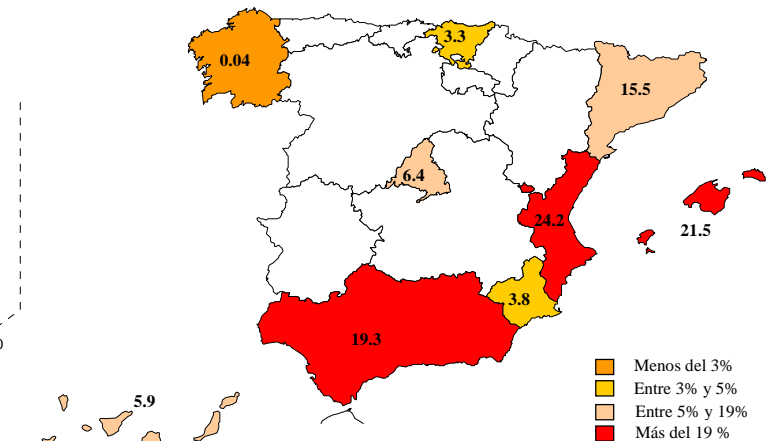 0.04
3.3
15.5
6.4
24.2
21.5
3.8
19.3
5.9
Menos del 3%
Entre 3% y 5%
Entre 5% y 19%
Más del 19 %